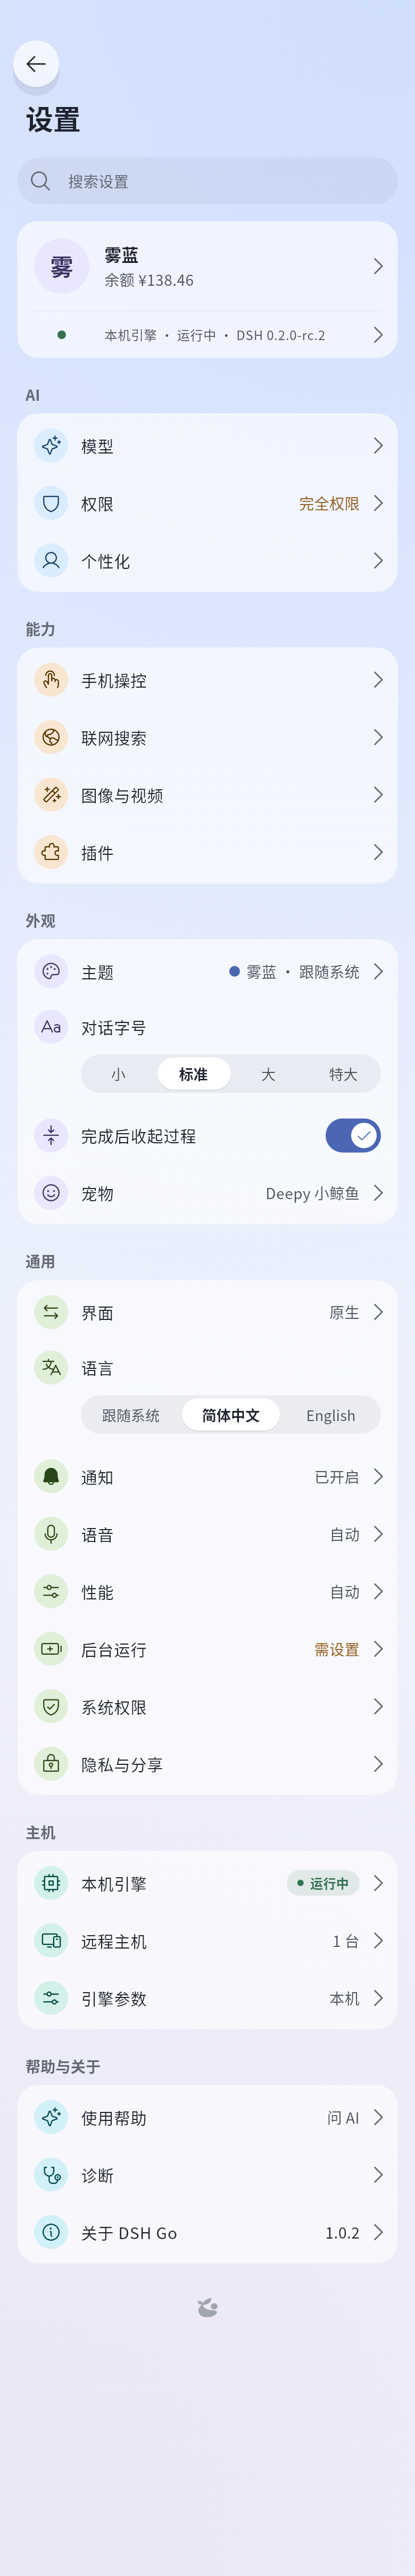 设置
搜索设置
雾
雾蓝
余额 ¥138.46
本机引擎 · 运行中 · DSH 0.2.0-rc.2
AI
模型
权限 完全权限
个性化
能力
手机操控
联网搜索
图像与视频
插件
外观
主题 雾蓝 · 跟随系统
Aa 对话字号
小 标准 大 特大
完成后收起过程
宠物 Deepy 小鲸鱼
通用
界面 原生
语言
跟随系统 简体中文 English
通知 已开启
语音 自动
性能 自动
后台运行 需设置
系统权限
隐私与分享
主机
本机引擎 运行中
远程主机 1 台
引擎参数 本机
帮助与关于
使用帮助 问 AI
诊断
关于 DSH Go 1.0.2